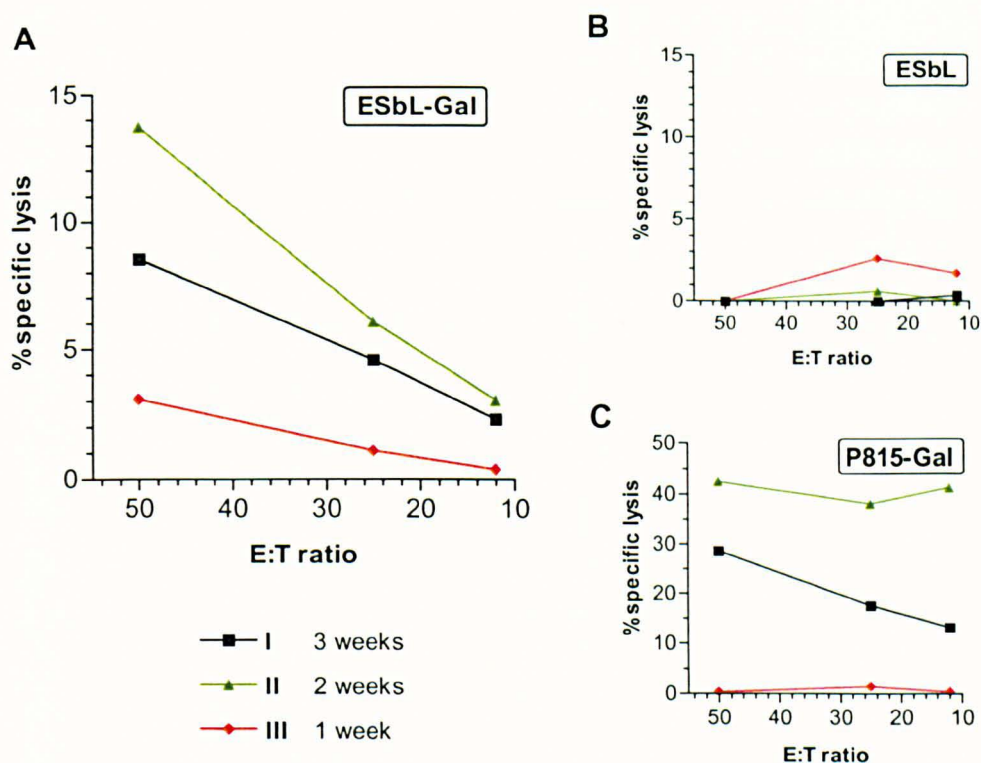 A
ESbL-Gal
15
10
5
0
%specific lysis
50 40 30 20 10
E:T ratio
I 3 weeks
II 2 weeks
III 1 week
B
ESbL
15
10
5
0
%specific lysis
50 40 30 20 10
E:T ratio
C
P815-Gal
50
40
30
20
10
0
%specific lysis
50 40 30 20 10
E:T ratio